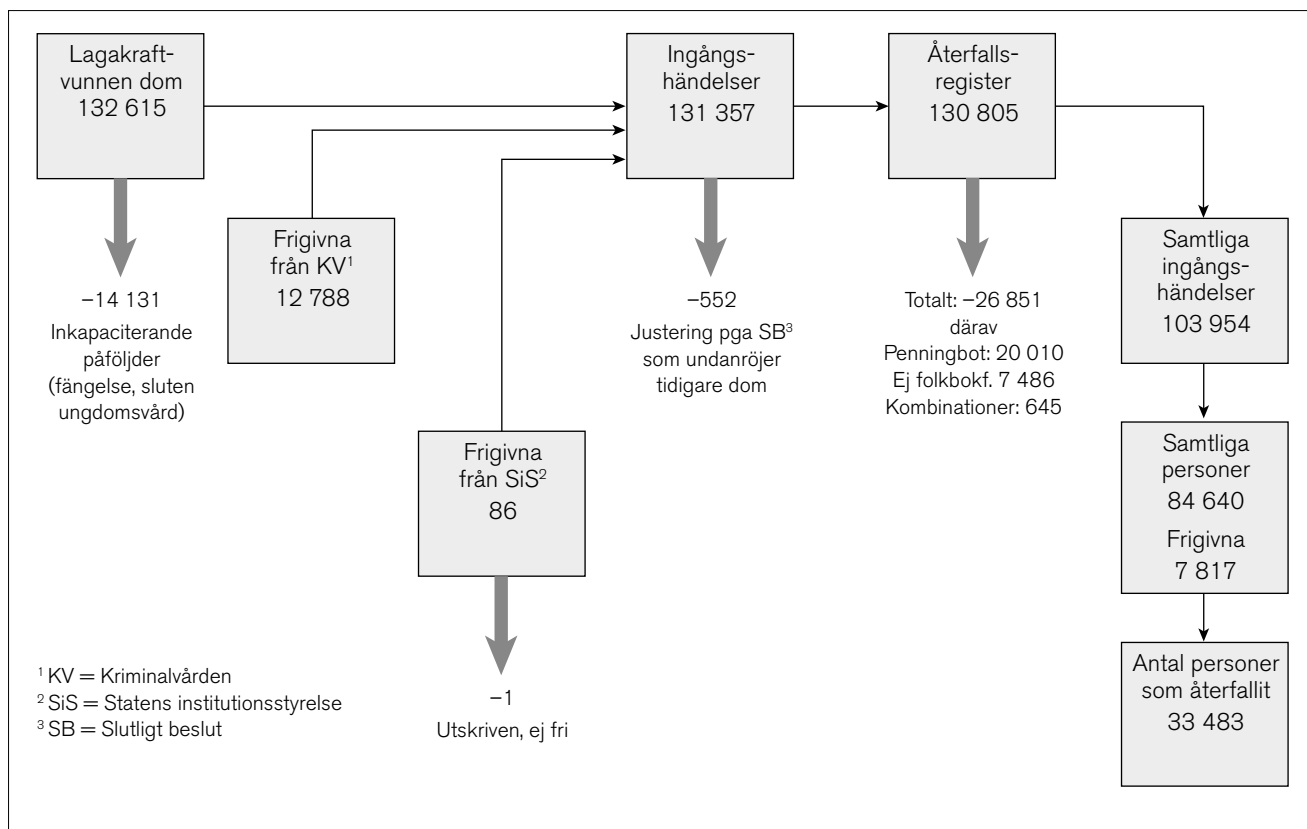 Lagakraft-
vunnen dom
132 615
–14 131
Inkapaciterande
påföljder
(fängelse, sluten
ungdomsvård)
Frigivna
från KV¹
12 788
Frigivna
från SiS²
86
–1
Utskriven, ej fri
Ingångs-
händelser
131 357
–552
Justering pga SB³
som undanröjer
tidigare dom
Återfalls-
register
130 805
Totalt: –26 851
därav
Penningbot: 20 010
Ej folkbokf. 7 486
Kombinationer: 645
Samtliga
ingångs-
händelser
103 954
Samtliga
personer
84 640
Frigivna
7 817
Antal personer
som återfallit
33 483
¹ KV = Kriminalvården
² SiS = Statens institutionsstyrelse
³ SB = Slutligt beslut